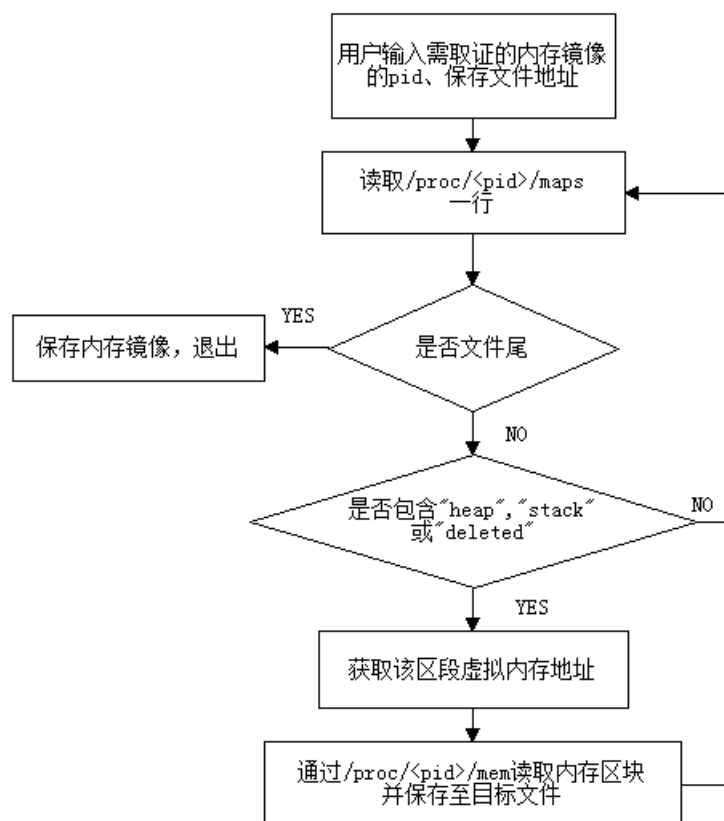 用户输入需取证的内存镜像
的pid、保存文件地址
读取/proc/<pid>/maps
一行
YES
保存内存镜像，退出
是否文件尾
NO
是否包含"heap","stack"
或"deleted"
NO
YES
获取该区段虚拟内存地址
通过/proc/<pid>/mem读取内存区块
并保存至目标文件